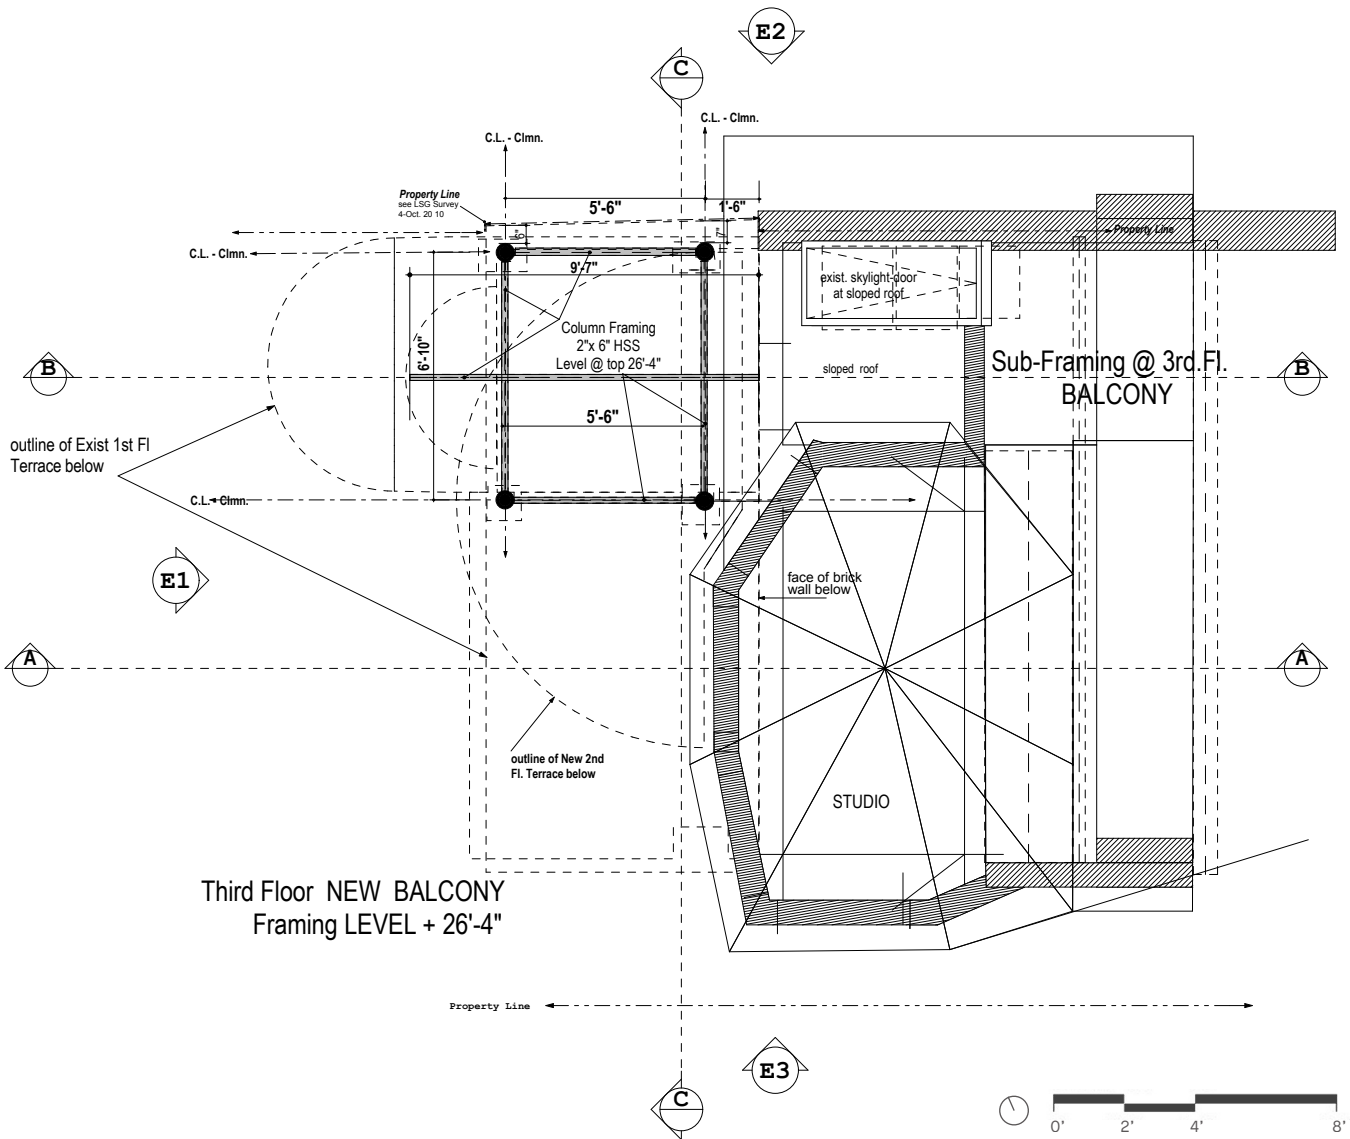 E2
C
C.L. - Clmn.
C.L. - Clmn.
Property Line
see LSG Survey
4-Oct. 20 10
5'-6"
1'-6"
6"
7"
Property Line
C.L. - Clmn.
9'-7"
exist. skylight-door
at sloped roof
Column Framing
2"x 6" HSS
Level @ top 26'-4"
6'-10"
sloped roof
Sub-Framing @ 3rd.Fl.
BALCONY
B
B
5'-6"
outline of Exist 1st Fl
Terrace below
C.L. - Clmn.
E1
face of brick
wall below
A
A
outline of New 2nd
Fl. Terrace below
STUDIO
Third Floor NEW BALCONY
Framing LEVEL + 26'-4"
Property Line
E3
C
0'
2'
4'
8'